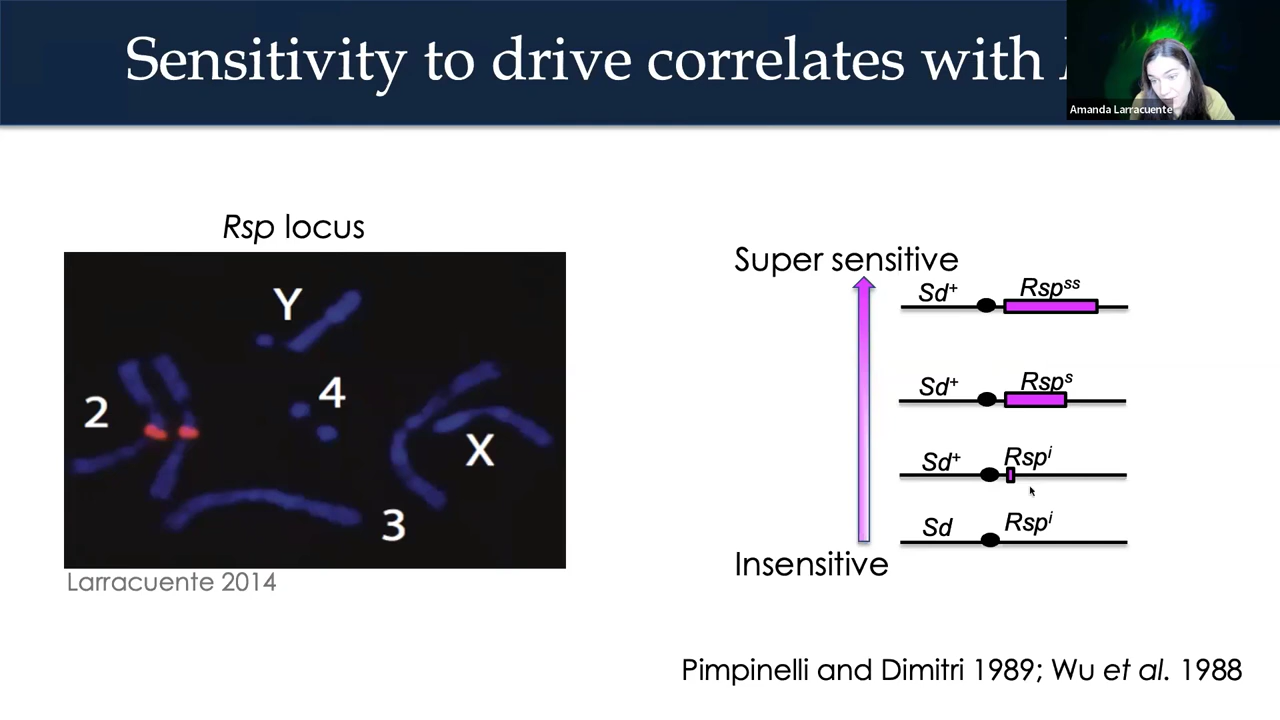 Sensitivity to drive correlates with
Amanda Larracuente
Rsp locus
Y
4
2
X
3
Larracuente 2014
Super sensitive
Sd+ Rspss
Sd+ Rsps
Sd+ Rspi
Sd Rspi
Insensitive
Pimpinelli and Dimitri 1989; Wu et al. 1988